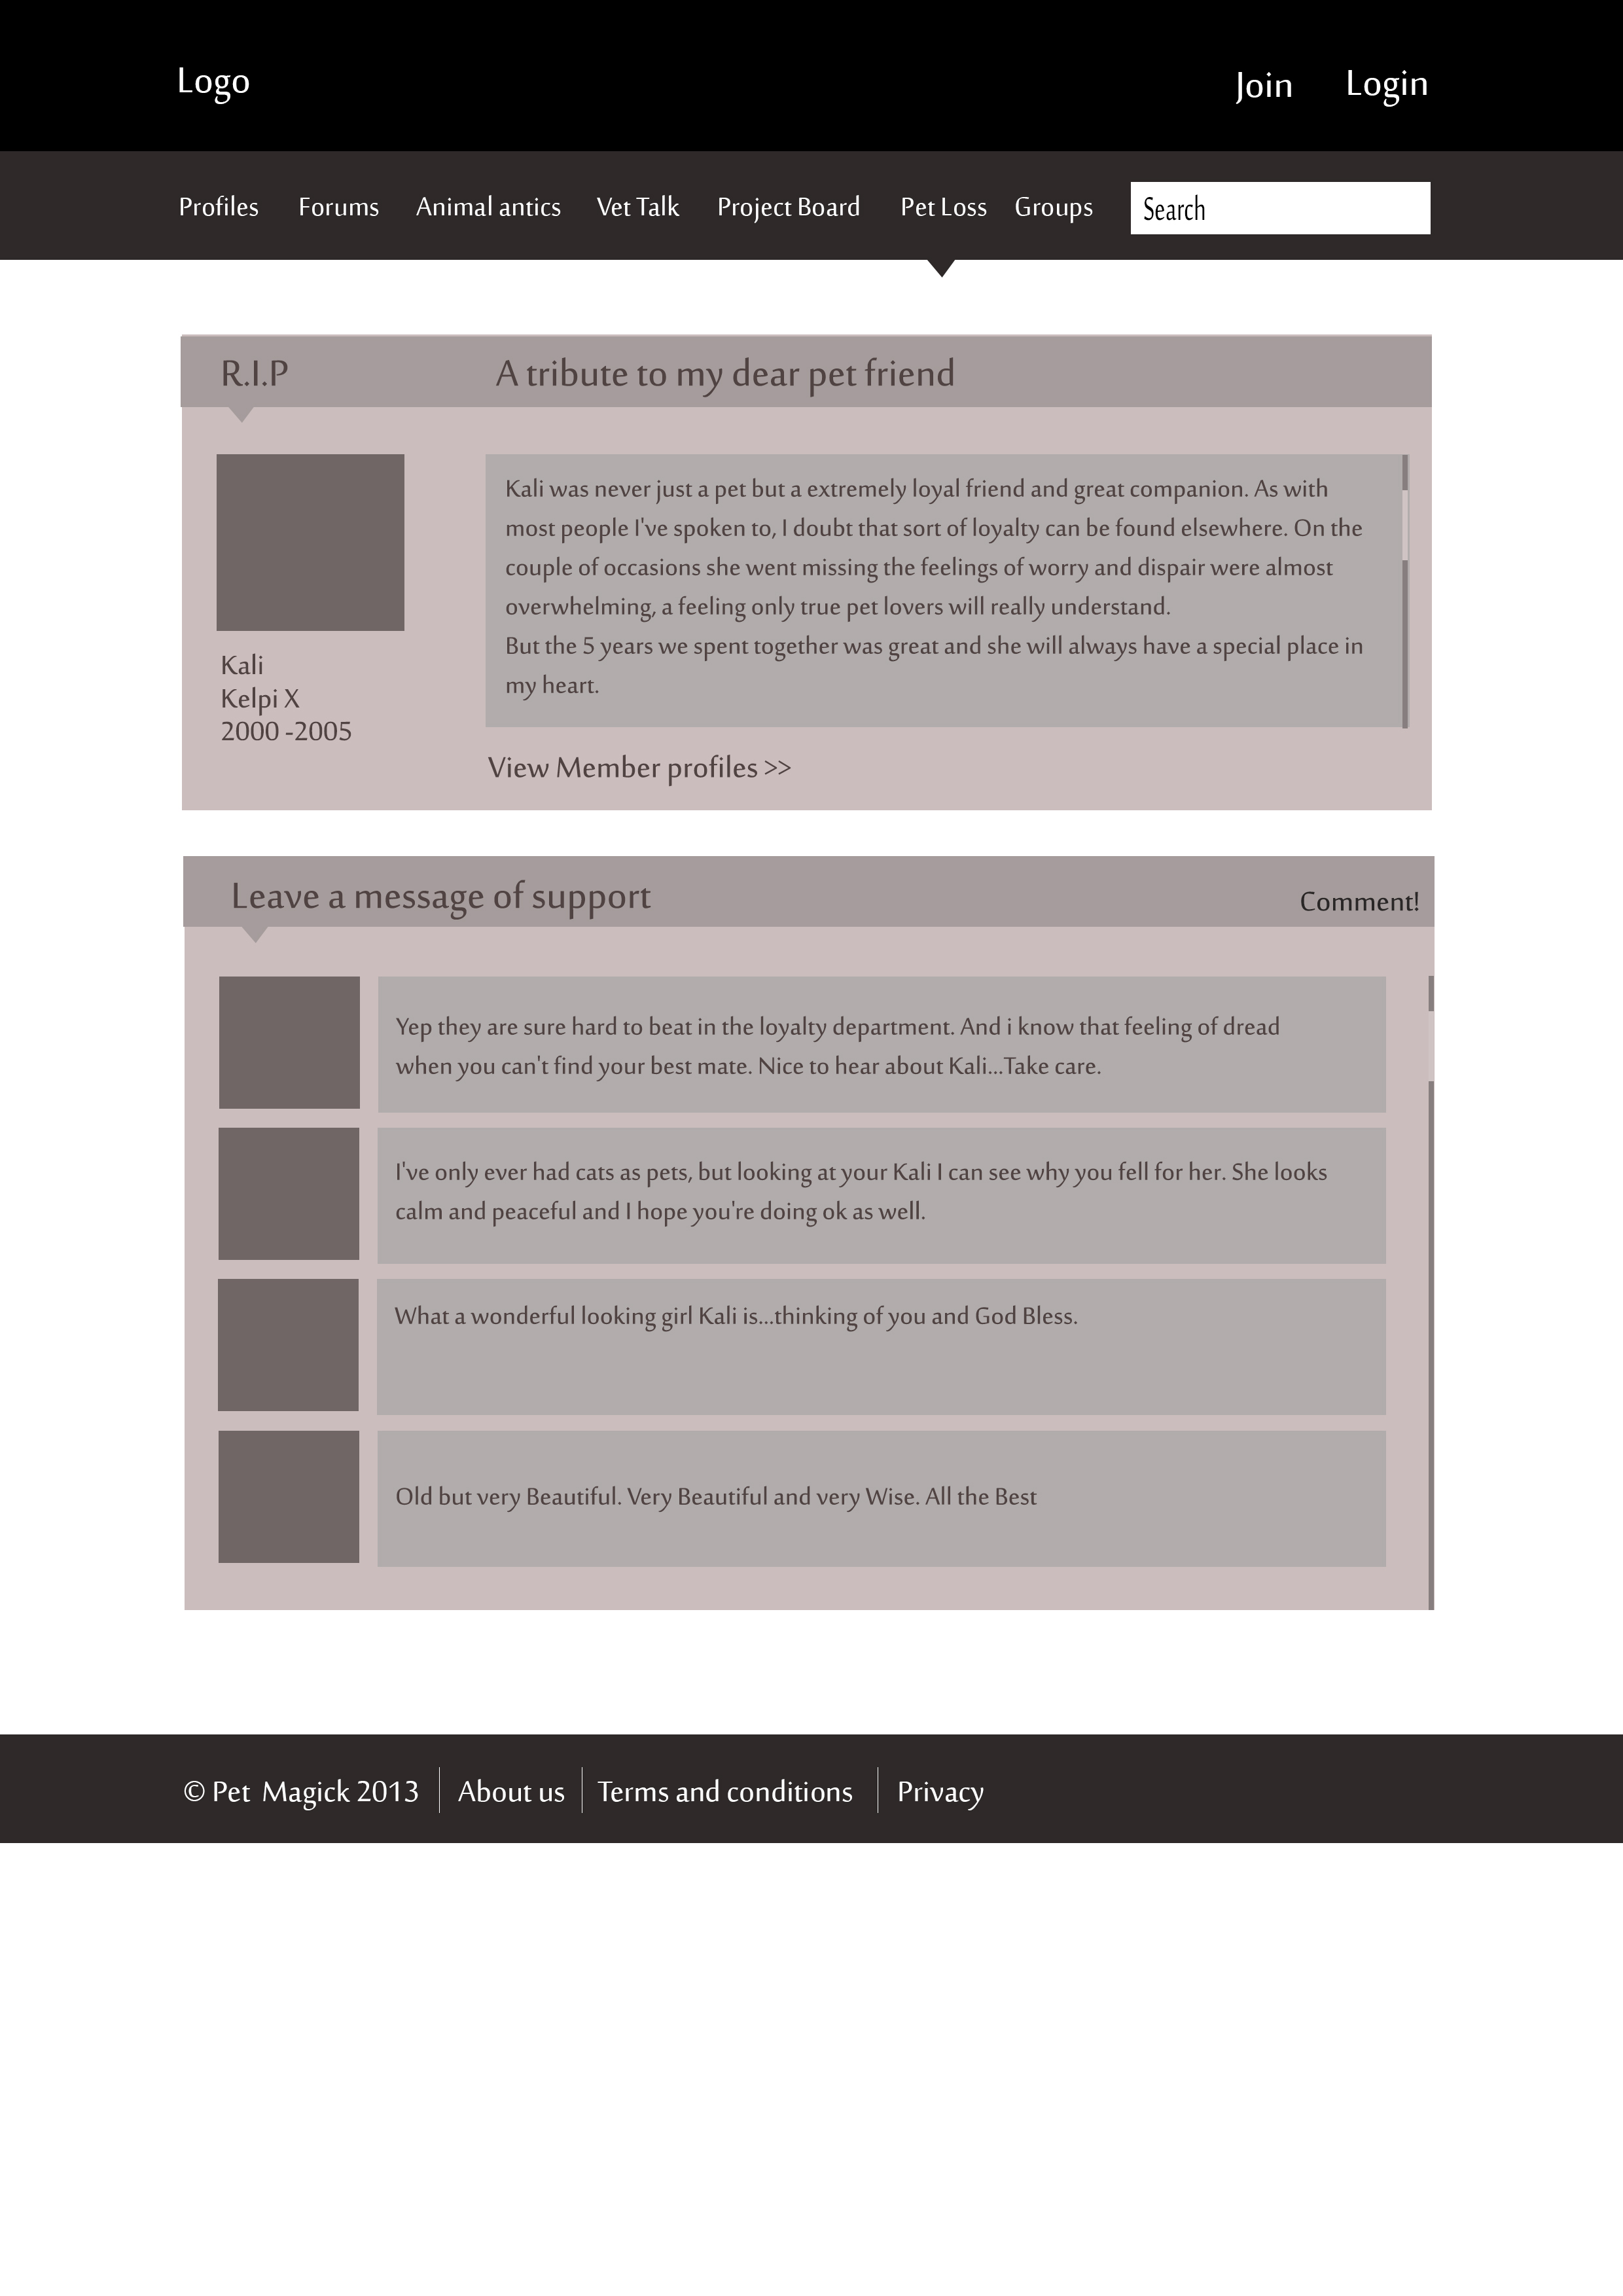 Logo
Join Login
Profiles Forums Animal antics Vet Talk Project Board Pet Loss Groups Search
R.I.P A tribute to my dear pet friend
Kali was never just a pet but a extremely loyal friend and great companion. As with
most people I've spoken to, I doubt that sort of loyalty can be found elsewhere. On the
couple of occasions she went missing the feelings of worry and dispair were almost
overwhelming, a feeling only true pet lovers will really understand.
But the 5 years we spent together was great and she will always have a special place in
my heart.
Kali
Kelpi X
2000 -2005
View Member profiles >>
Leave a message of support
Comment!
Yep they are sure hard to beat in the loyalty department. And i know that feeling of dread
when you can't find your best mate. Nice to hear about Kali...Take care.
I've only ever had cats as pets, but looking at your Kali I can see why you fell for her. She looks
calm and peaceful and I hope you're doing ok as well.
What a wonderful looking girl Kali is...thinking of you and God Bless.
Old but very Beautiful. Very Beautiful and very Wise. All the Best
© Pet Magick 2013 About us Terms and conditions Privacy